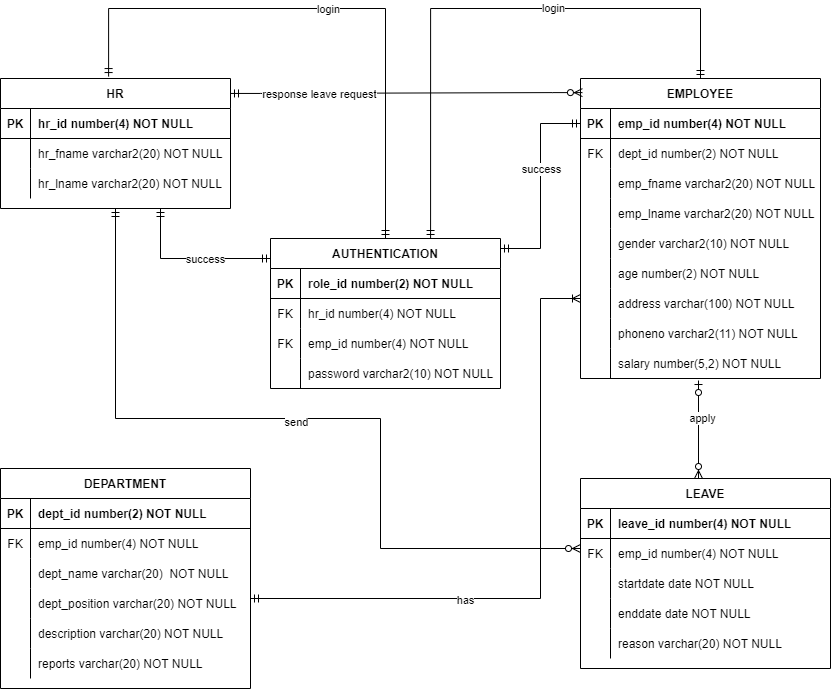 login
login
HR
PK hr_id number(4) NOT NULL
hr_fname varchar2(20) NOT NULL
hr_lname varchar2(20) NOT NULL
response leave request
EMPLOYEE
PK emp_id number(4) NOT NULL
FK dept_id number(2) NOT NULL
emp_fname varchar2(20) NOT NULL
emp_lname varchar2(20) NOT NULL
gender varchar2(10) NOT NULL
age number(2) NOT NULL
address varchar(100) NOT NULL
phoneno varchar2(11) NOT NULL
salary number(5,2) NOT NULL
success
success
AUTHENTICATION
PK role_id number(2) NOT NULL
FK hr_id number(4) NOT NULL
FK emp_id number(4) NOT NULL
password varchar2(10) NOT NULL
send
apply
DEPARTMENT
PK dept_id number(2) NOT NULL
FK emp_id number(4) NOT NULL
dept_name varchar(20) NOT NULL
dept_position varchar(20) NOT NULL
description varchar(20) NOT NULL
reports varchar(20) NOT NULL
has
LEAVE
PK leave_id number(4) NOT NULL
FK emp_id number(4) NOT NULL
startdate date NOT NULL
enddate date NOT NULL
reason varchar(20) NOT NULL